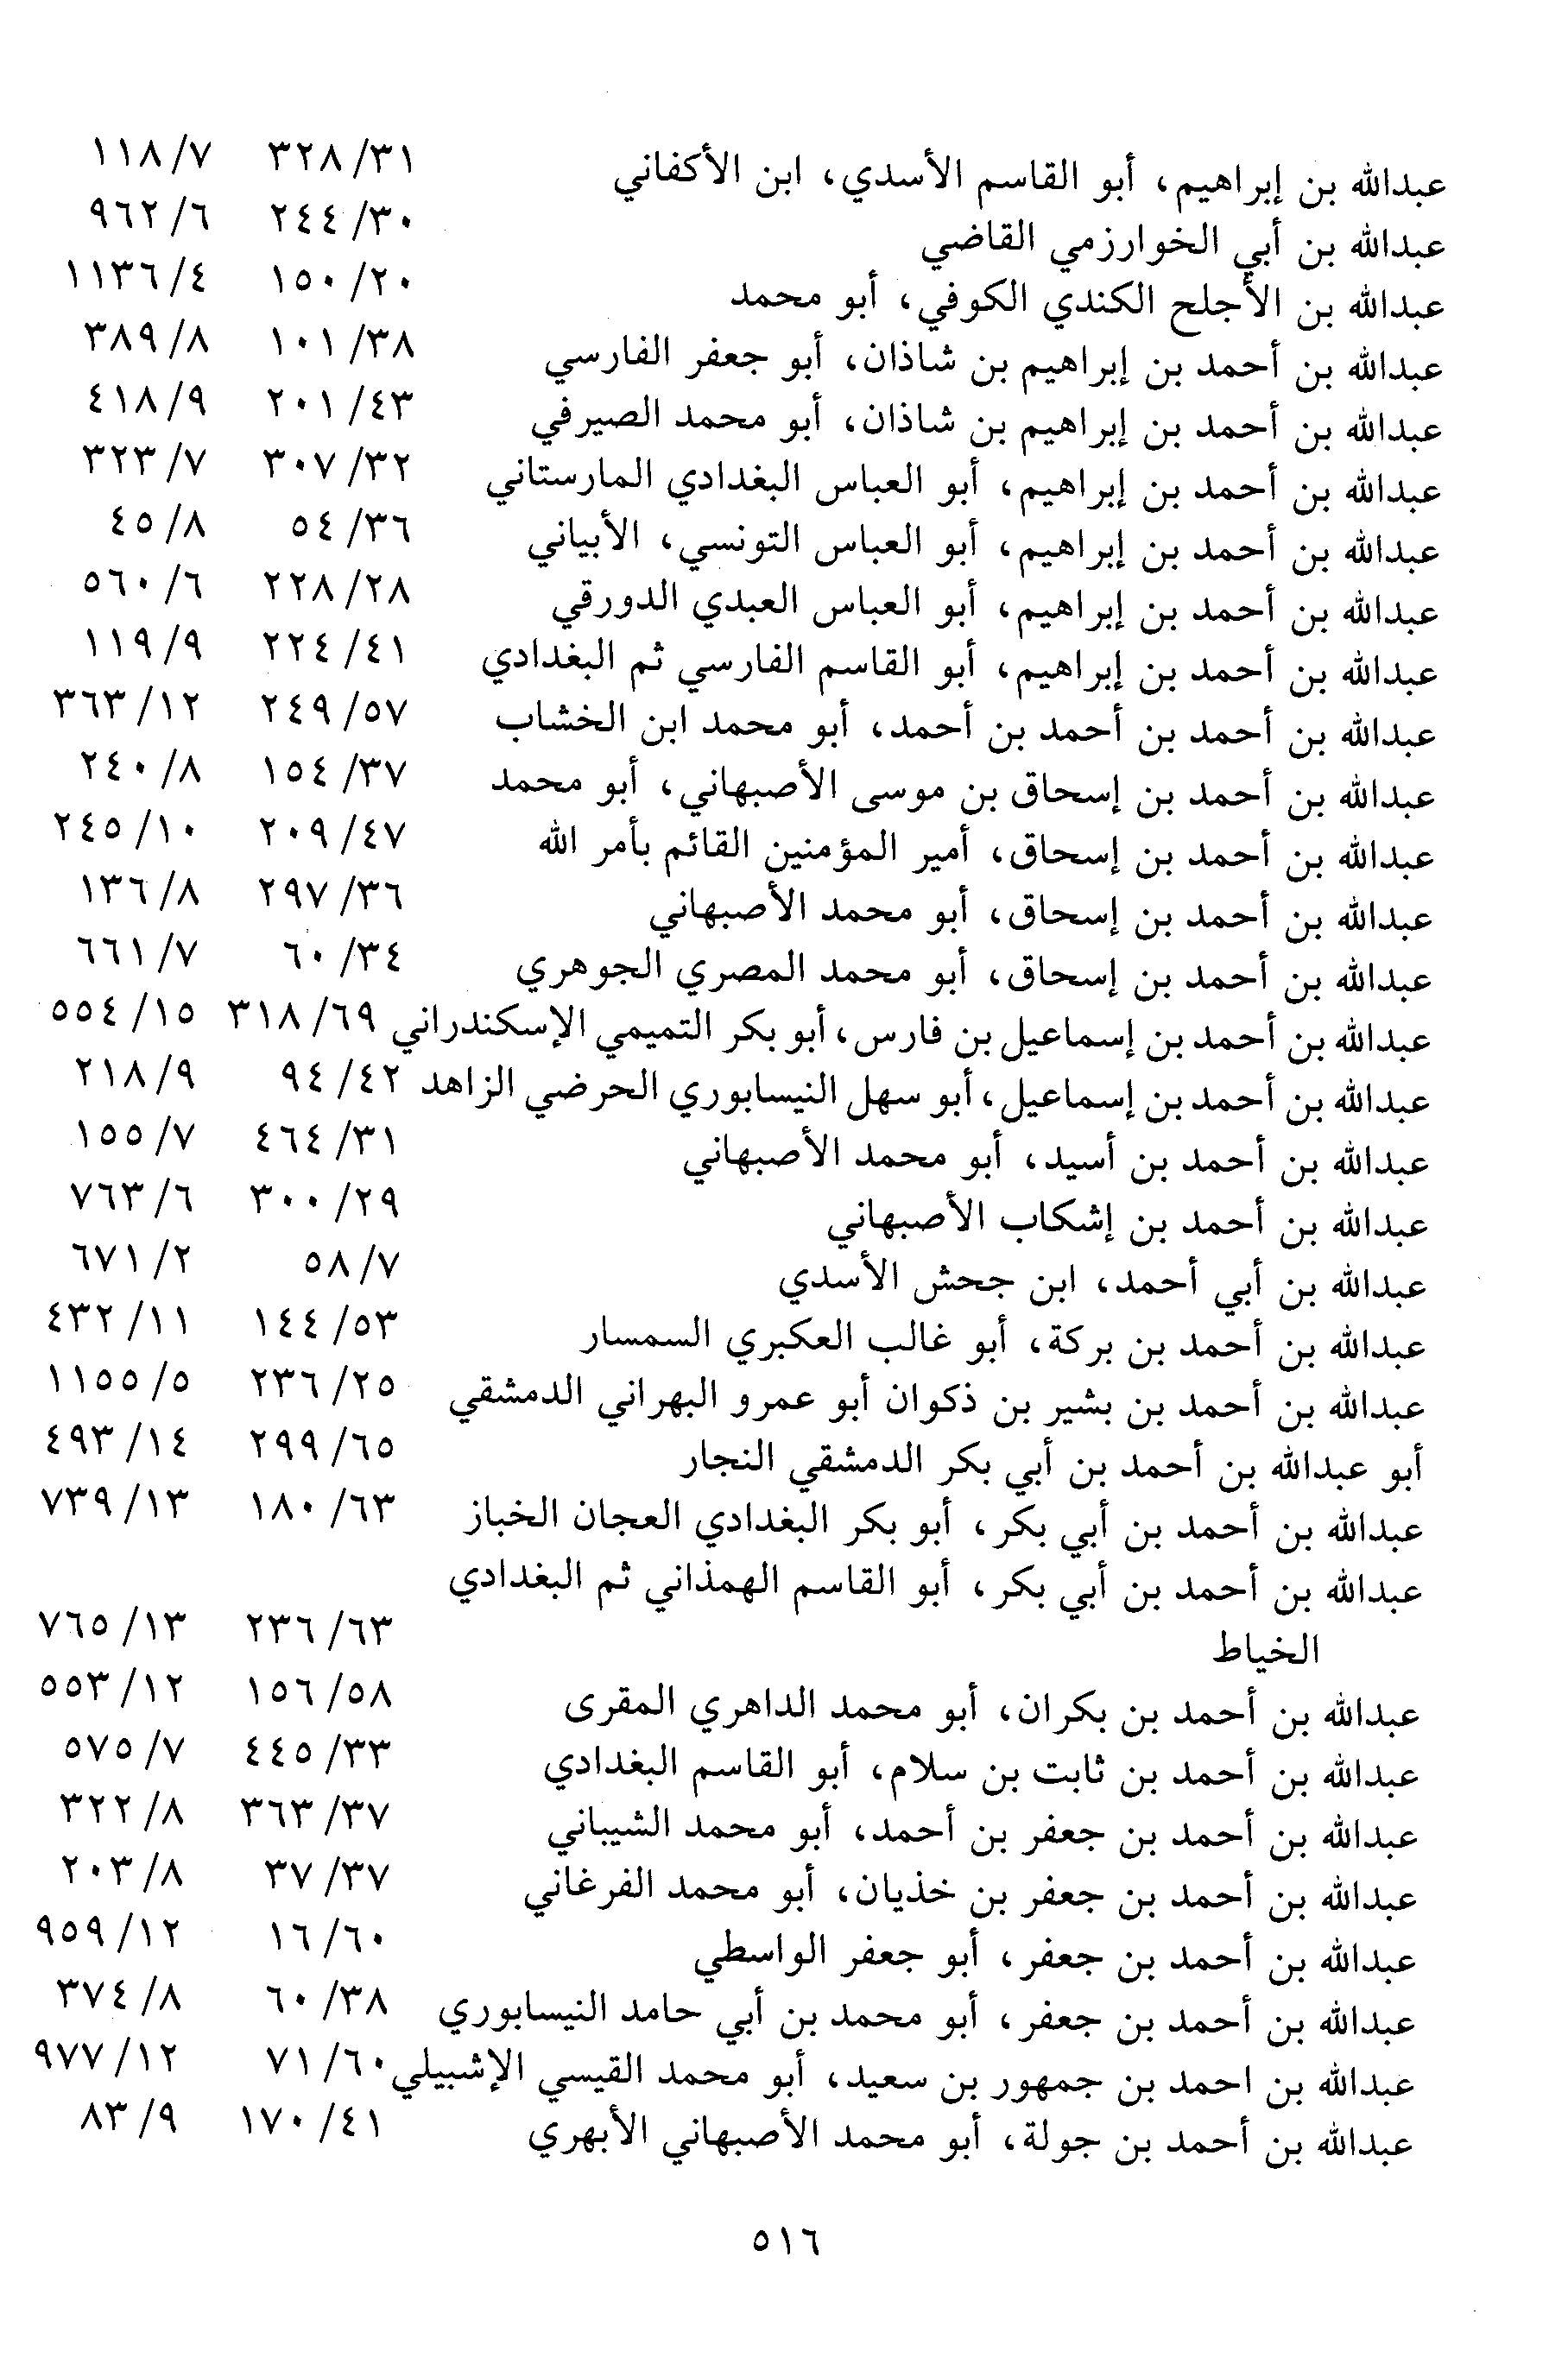 عبدالله بن إبراهيم، أبو القاسم الأسدي، ابن الأكفاني ٣٢٨/٣١ ١١٨/٧
عبدالله بن أبي الخوارزمي القاضي ٢٤٤/٣٠ ٩٦٢/٦
عبدالله بن الأجلح الكندي الكوفي، أبو محمد ١٥٠/٢٠ ١١٣٦/٤
عبدالله بن أحمد بن إبراهيم بن شاذان، أبو جعفر الفارسي ١٠١/٣٨ ٣٨٩/٨
عبدالله بن أحمد بن إبراهيم بن شاذان، أبو محمد الصيرفي ٢٠١/٤٣ ٤١٨/٩
عبدالله بن أحمد بن إبراهيم، أبو العباس البغدادي المارستاني ٣٠٧/٣٢ ٣٢٣/٧
عبدالله بن أحمد بن إبراهيم، أبو العباس التونسي، الأبياني ٥٤/٣٦ ٤٥/٨
عبدالله بن أحمد بن إبراهيم، أبو العباس العبدي الدورقي ٢٢٨/٢٨ ٥٦٠/٦
عبدالله بن أحمد بن إبراهيم، أبو القاسم الفارسي ثم البغدادي ٢٢٤/٤١ ١١٩/٩
عبدالله بن أحمد بن أحمد بن أحمد، أبو محمد ابن الخشاب ٢٤٩/٥٧ ٣٦٣/١٢
عبدالله بن أحمد بن إسحاق بن موسى الأصبهاني، أبو محمد ١٥٤/٣٧ ٢٤٠/٨
عبدالله بن أحمد بن إسحاق، أمير المؤمنين القائم بأمر الله ٢٠٩/٤٧ ٢٤٥/١٠
عبدالله بن أحمد بن إسحاق، أبو محمد الأصبهاني ٢٩٧/٣٦ ١٣٦/٨
عبدالله بن أحمد بن إسحاق، أبو محمد المصري الجوهري ٦٠/٣٤ ٦٦١/٧
عبدالله بن أحمد بن إسماعيل بن فارس، أبو بكر التميمي الإسكندراني ٣١٨/٦٩ ٥٥٤/١٥
عبدالله بن أحمد بن إسماعيل، أبو سهل النيسابوري الحرضي الزاهد ٩٤/٤٢ ٢١٨/٩
عبدالله بن أحمد بن أسيد، أبو محمد الأصبهاني ٤٦٤/٣١ ١٥٥/٧
عبدالله بن أحمد بن إشكاب الأصبهاني ٣٠٠/٢٩ ٧٦٣/٦
عبدالله بن أبي أحمد، ابن جحش الأسدي ٥٨/٧ ٦٧١/٢
عبدالله بن أحمد بن بركة، أبو غالب العكبري السمسار ١٤٤/٥٣ ٤٣٢/١١
عبدالله بن أحمد بن بشير بن ذكوان أبو عمرو البهراني الدمشقي ٢٣٦/٢٥ ١١٥٥/٥
أبو عبدالله بن أحمد بن أبي بكر الدمشقي النجار ٢٩٩/٦٥ ٤٩٣/١٤
عبدالله بن أحمد بن أبي بكر، أبو بكر البغدادي العجان الخباز ١٨٠/٦٣ ٧٣٩/١٣
عبدالله بن أحمد بن أبي بكر، أبو القاسم الهمذاني ثم البغدادي
الخياط ٢٣٦/٦٣ ٧٦٥/١٣
عبدالله بن أحمد بن بكران، أبو محمد الداهري المقرى ١٥٦/٥٨ ٥٥٣/١٢
عبدالله بن أحمد بن ثابت بن سلام، أبو القاسم البغدادي ٤٤٥/٣٣ ٥٧٥/٧
عبدالله بن أحمد بن جعفر بن أحمد، أبو محمد الشيباني ٣٦٣/٣٧ ٣٢٢/٨
عبدالله بن أحمد بن جعفر بن خذيان، أبو محمد الفرغاني ٣٧/٣٧ ٢٠٣/٨
عبدالله بن أحمد بن جعفر، أبو جعفر الواسطي ١٦/٦٠ ٩٥٩/١٢
عبدالله بن أحمد بن جعفر، أبو محمد بن أبي حامد النيسابوري ٦٠/٣٨ ٣٧٤/٨
عبدالله بن احمد بن جمهور بن سعيد، أبو محمد القيسي الإشبيلي ٧١/٦٠ ٩٧٧/١٢
عبدالله بن أحمد بن جولة، أبو محمد الأصبهاني الأبهري ١٧٠/٤١ ٨٣/٩
٥١٦